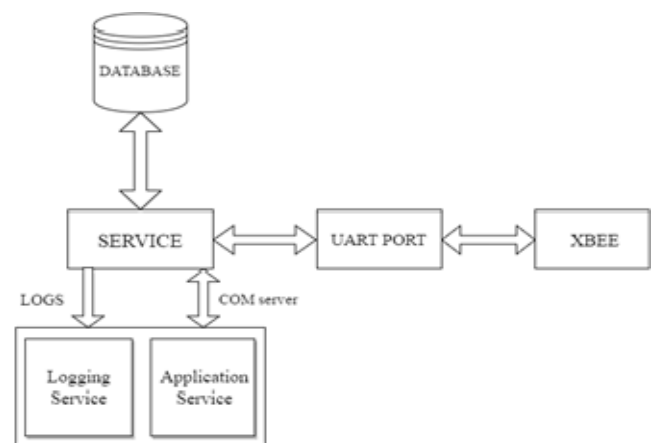 DATABASE
SERVICE
UART PORT
XBEE
LOGS
COM server
Logging
Service
Application
Service